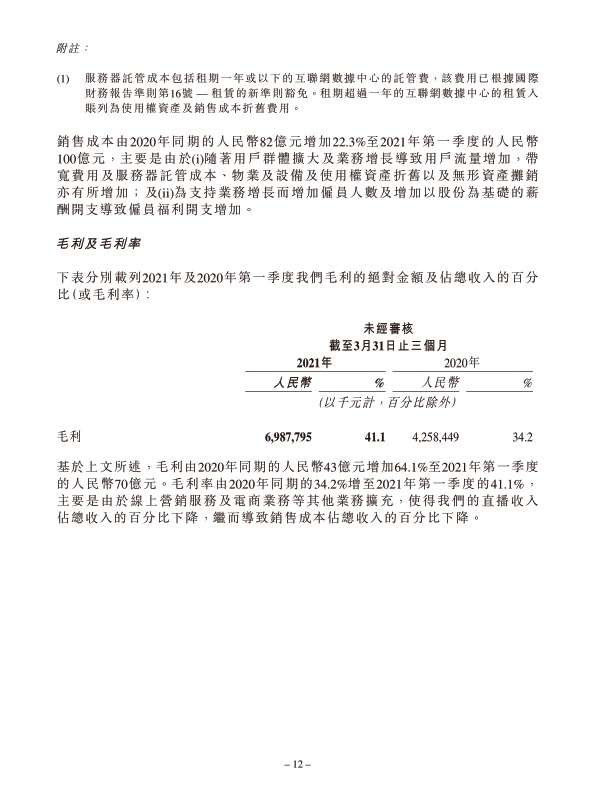 附註：
(1) 服務器託管成本包括租期一年或以下的互聯網數據中心的託管費，該費用已根據國際
財務報告準則第16號 — 租賃的新準則豁免。租期超過一年的互聯網數據中心的租賃入
賬列為使用權資產及銷售成本折舊費用。
銷售成本由2020年同期的人民幣82億元增加22.3%至2021年第一季度的人民幣
100億元，主要是由於(i)隨著用戶群體擴大及業務增長導致用戶流量增加，帶
寬費用及服務器託管成本、物業及設備及使用權資產折舊以及無形資產攤銷
亦有所增加；及(ii)為支持業務增長而增加僱員人數及增加以股份為基礎的薪
酬開支導致僱員福利開支增加。
毛利及毛利率
下表分別載列2021年及2020年第一季度我們毛利的絕對金額及佔總收入的百分
比（或毛利率）：
未經審核
截至3月31日止三個月
2021年 2020年
人民幣 % 人民幣 %
（以千元計，百分比除外）
毛利 6,987,795 41.1 4,258,449 34.2
基於上文所述，毛利由2020年同期的人民幣43億元增加64.1%至2021年第一季度
的人民幣70億元。毛利率由2020年同期的34.2%增至2021年第一季度的41.1%，
主要是由於線上營銷服務及電商業務等其他業務擴充，使得我們的直播收入
佔總收入的百分比下降，繼而導致銷售成本佔總收入的百分比下降。
– 12 –